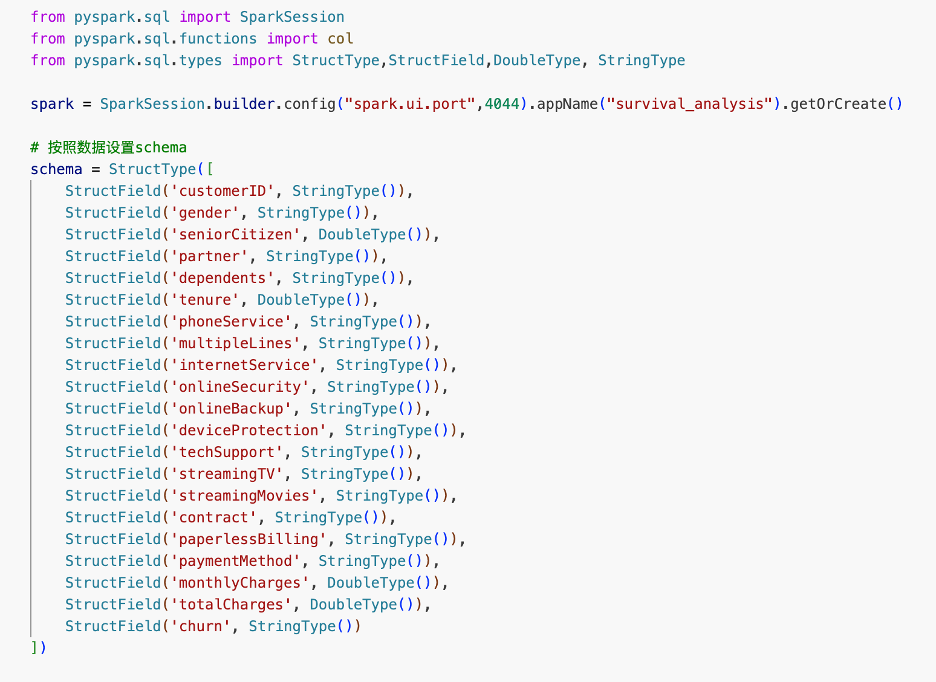 from pyspark.sql import SparkSession
from pyspark.sql.functions import col
from pyspark.sql.types import StructType,StructField,DoubleType, StringType
spark = SparkSession.builder.config("spark.ui.port",4044).appName("survival_analysis").getOrCreate()
# 按照数据设置schema
schema = StructType([
    StructField('customerID', StringType()),
    StructField('gender', StringType()),
    StructField('seniorCitizen', DoubleType()),
    StructField('partner', StringType()),
    StructField('dependents', StringType()),
    StructField('tenure', DoubleType()),
    StructField('phoneService', StringType()),
    StructField('multipleLines', StringType()),
    StructField('internetService', StringType()),
    StructField('onlineSecurity', StringType()),
    StructField('onlineBackup', StringType()),
    StructField('deviceProtection', StringType()),
    StructField('techSupport', StringType()),
    StructField('streamingTV', StringType()),
    StructField('streamingMovies', StringType()),
    StructField('contract', StringType()),
    StructField('paperlessBilling', StringType()),
    StructField('paymentMethod', StringType()),
    StructField('monthlyCharges', DoubleType()),
    StructField('totalCharges', DoubleType()),
    StructField('churn', StringType())
])